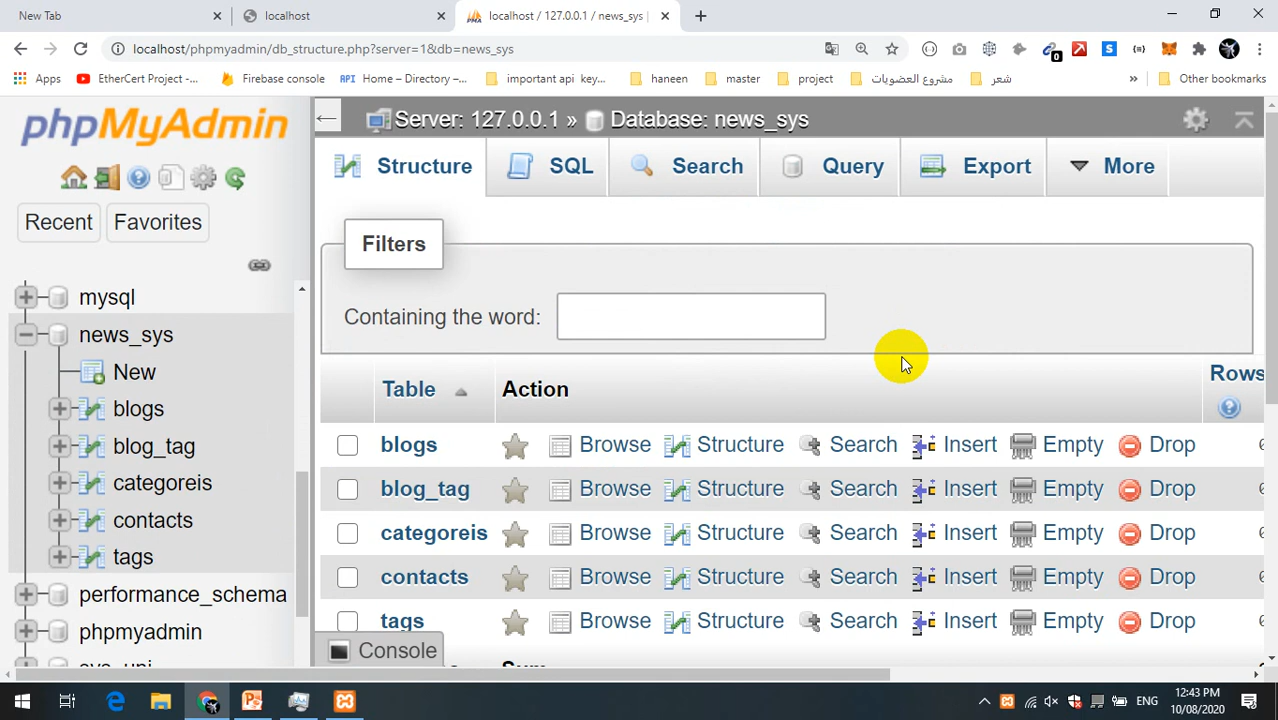 New Tab
localhost
localhost / 127.0.0.1 / news_sys |
localhost/phpmyadmin/db_structure.php?server=1&db=news_sys
Apps
EtherCert Project -...
Firebase console
API Home – Directory –...
important api key...
haneen
master
project
مشروع العضويات
شعر
»
Other bookmarks
phpMyAdmin
Recent
Favorites
mysql
news_sys
New
blogs
blog_tag
categoreis
contacts
tags
performance_schema
phpmyadmin
Server: 127.0.0.1 » Database: news_sys
Structure
SQL
Search
Query
Export
More
Filters
Containing the word:
Table Action Rows
blogs Browse Structure Search Insert Empty Drop
blog_tag Browse Structure Search Insert Empty Drop
categoreis Browse Structure Search Insert Empty Drop
contacts Browse Structure Search Insert Empty Drop
tags Browse Structure Search Insert Empty Drop
Console
ENG
12:43 PM
10/08/2020